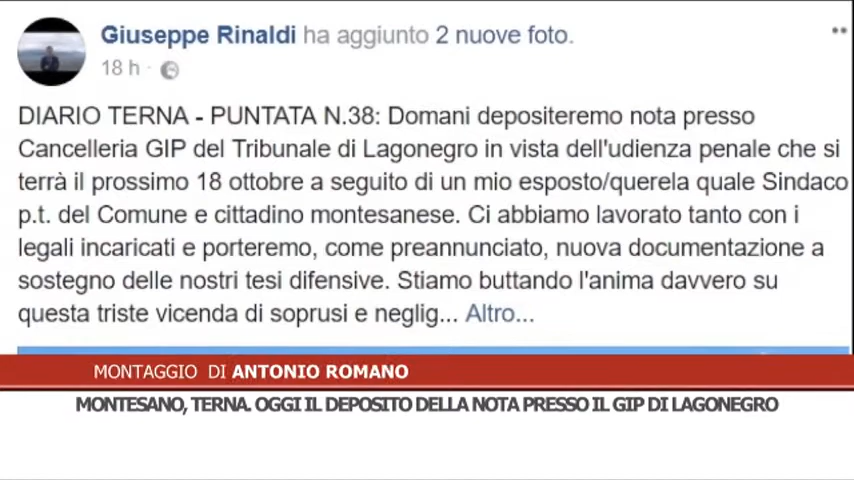 Giuseppe Rinaldi ha aggiunto 2 nuove foto.
18 h ·
DIARIO TERNA - PUNTATA N.38: Domani depositeremo nota presso
Cancelleria GIP del Tribunale di Lagonegro in vista dell'udienza penale che si
terrà il prossimo 18 ottobre a seguito di un mio esposto/querela quale Sindaco
p.t. del Comune e cittadino montesanese. Ci abbiamo lavorato tanto con i
legali incaricati e porteremo, come preannunciato, nuova documentazione a
sostegno delle nostri tesi difensive. Stiamo buttando l'anima davvero su
questa triste vicenda di soprusi e neglig... Altro...
MONTAGGIO DI ANTONIO ROMANO
MONTESANO, TERNA. OGGI IL DEPOSITO DELLA NOTA PRESSO IL GIP DI LAGONEGRO